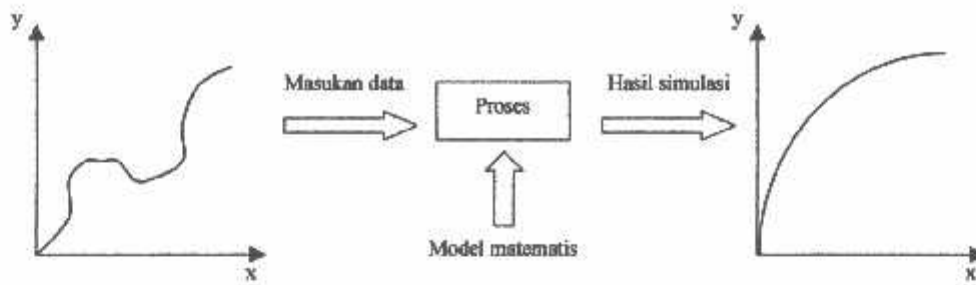 y
Masukan data
Proses
Hasil simulasi
y
Model matematis
x
x